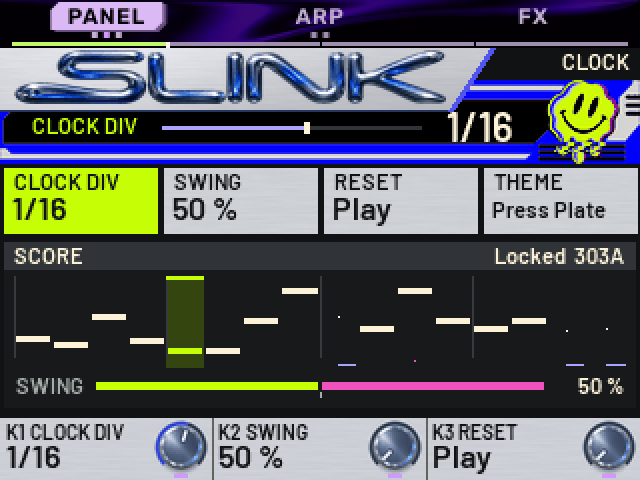 PANEL
ARP
FX
SLINK
CLOCK
CLOCK DIV
1/16
CLOCK DIV
1/16
SWING
50 %
RESET
Play
THEME
Press Plate
SCORE
Locked 303A
SWING
50 %
K1 CLOCK DIV
1/16
K2 SWING
50 %
K3 RESET
Play